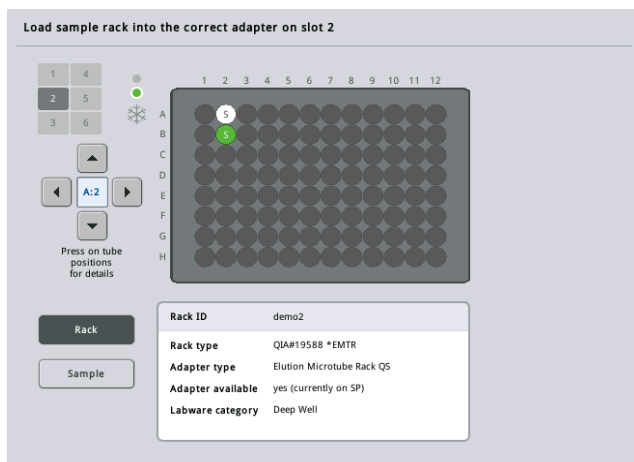 Load sample rack into the correct adapter on slot 2
1 4
2 5
3 6
1 2 3 4 5 6 7 8 9 10 11 12
A S
B S
C
D
E
F
G
H
A:2
Press on tube
positions
for details
Rack
Sample
Rack ID demo2
Rack type QIA#19588 *EMTR
Adapter type Elution Microtube Rack QS
Adapter available yes (currently on SP)
Labware category Deep Well